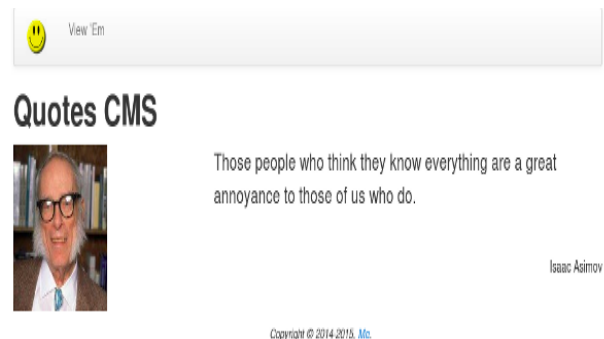 View 'Em
Quotes CMS
Those people who think they know everything are a great
annoyance to those of us who do.
Isaac Asimov
Copyright © 2014-2015, Me.